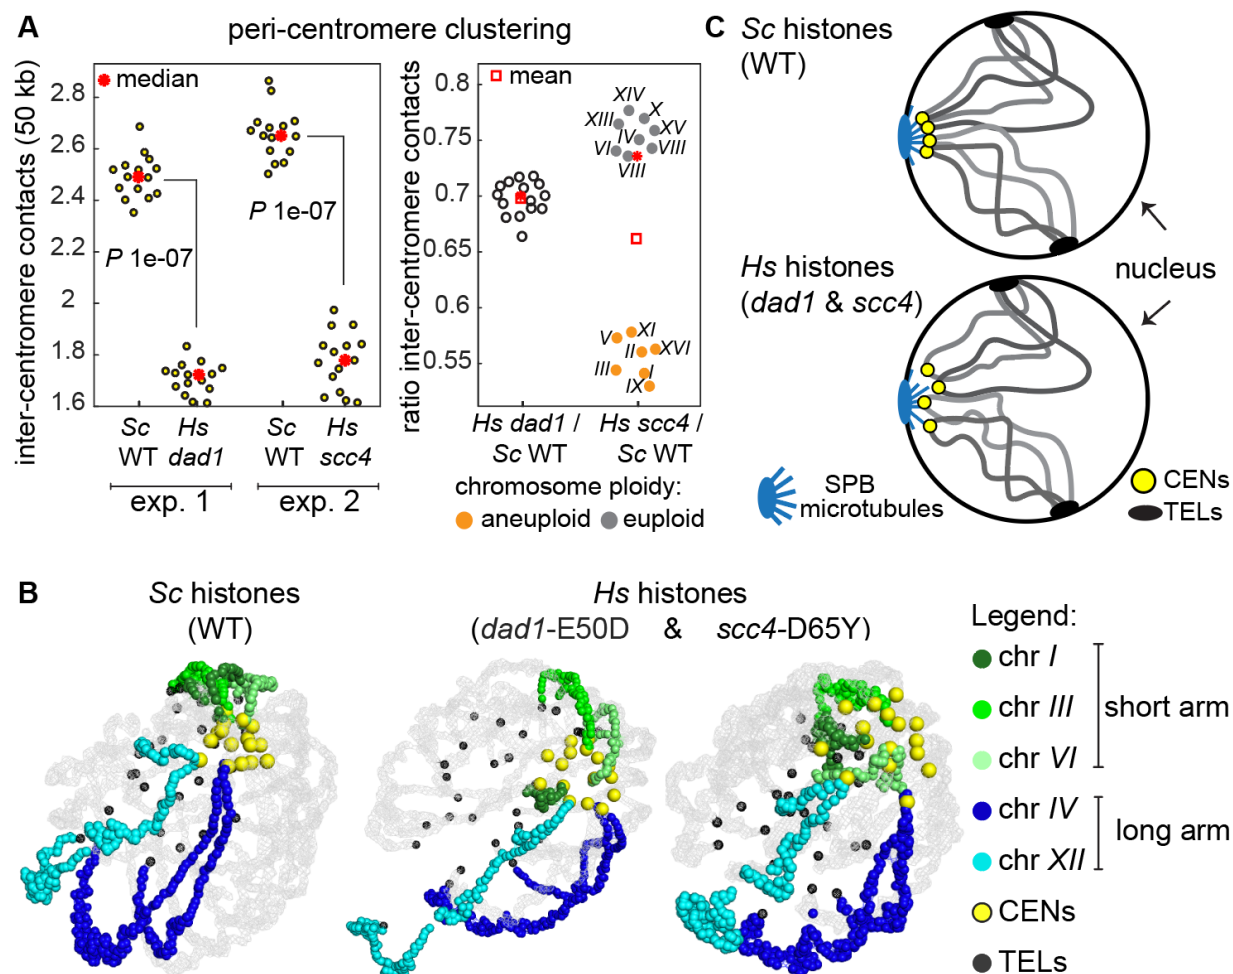 A
peri-centromere clustering
inter-centromere contacts (50 kb)
2.8
2.6
2.4
2.2
2
1.8
1.6
median
P 1e-07
P 1e-07
Sc
WT
Hs
dad1
Sc
WT
Hs
scc4
exp. 1
exp. 2
ratio inter-centromere contacts
0.8
0.75
0.7
0.65
0.6
0.55
mean
XIV
XIII
X
IV
XV
VI
VIII
VIII
V
XI
II
XVI
III
I
IX
Hs dad1 /
Sc WT
Hs scc4 /
Sc WT
chromosome ploidy:
aneuploid
euploid
C
Sc histones
(WT)
nucleus
Hs histones
(dad1 & scc4)
SPB
microtubules
CENs
TELs
B
Sc histones
(WT)
Hs histones
(dad1-E50D & scc4-D65Y)
Legend:
chr I
chr III
chr VI
short arm
chr IV
chr XII
long arm
CENs
TELs